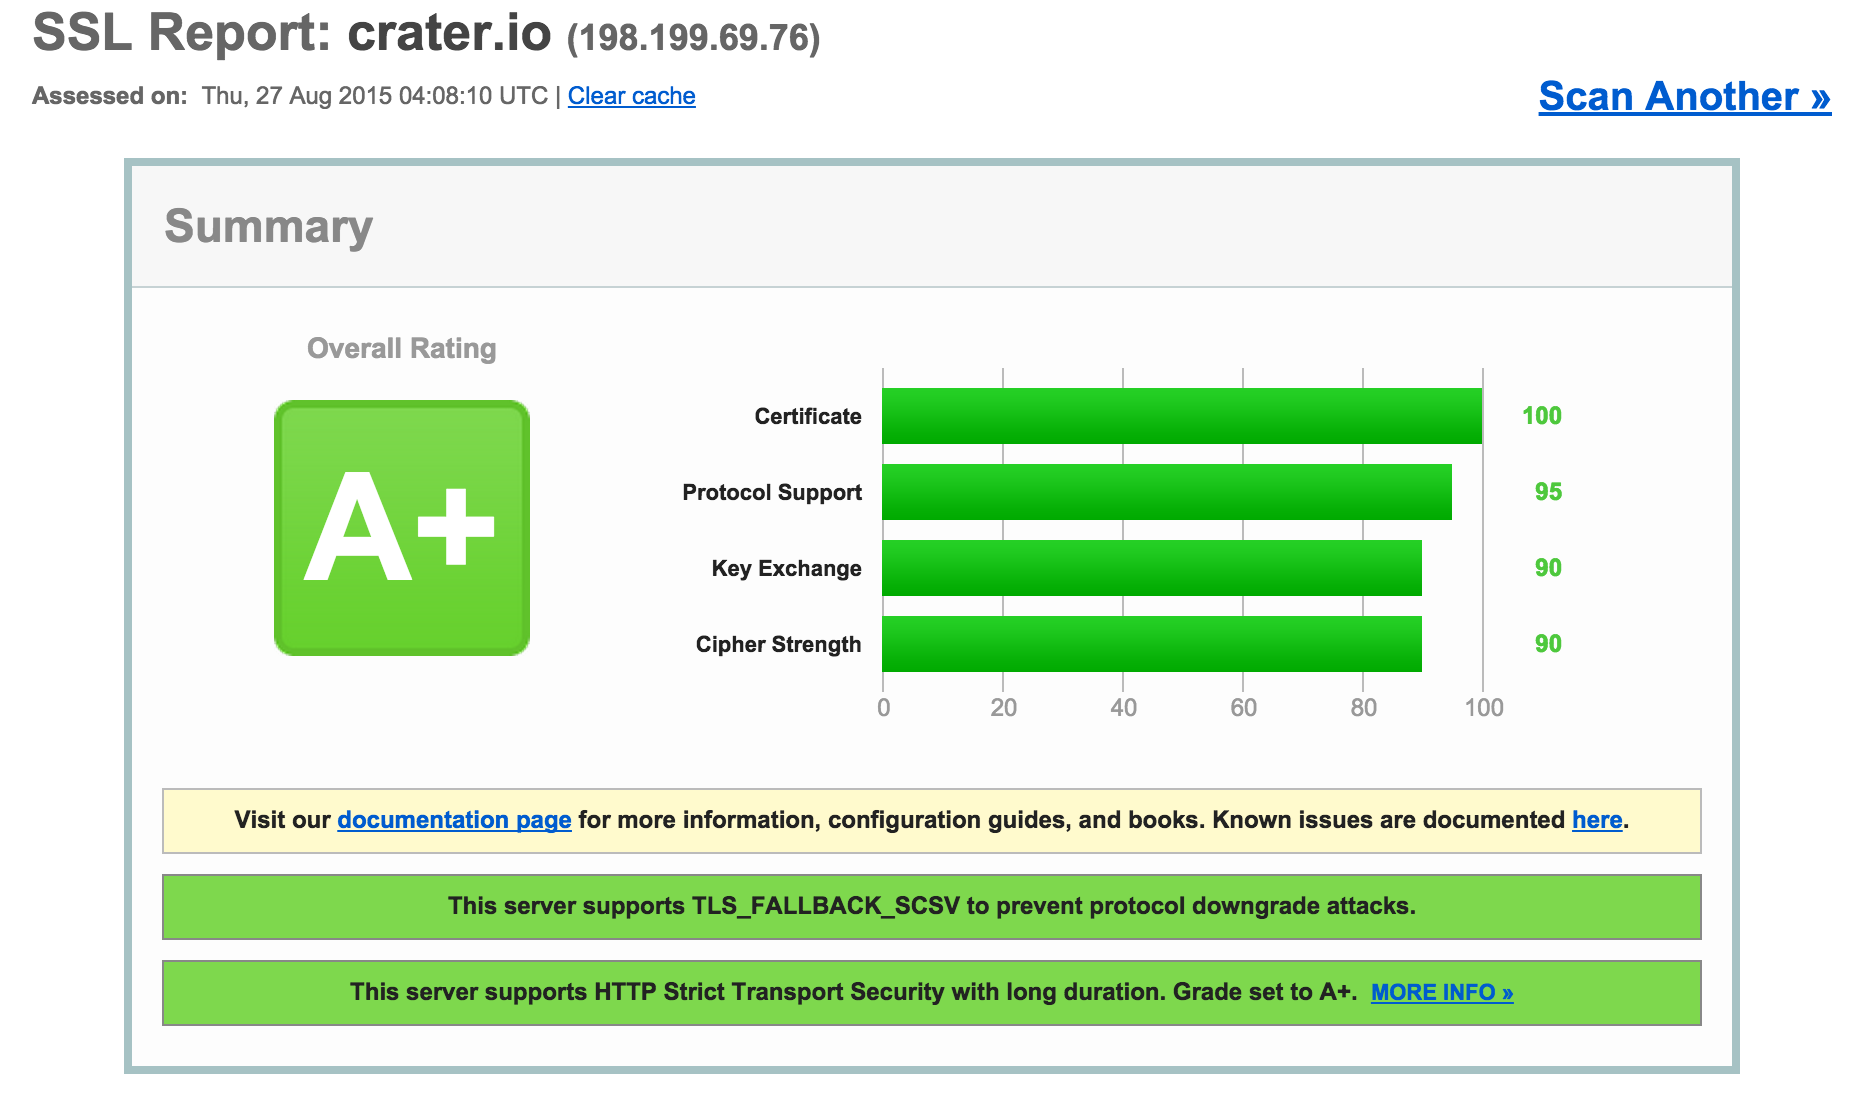 SSL Report: crater.io (198.199.69.76)
Assessed on: Thu, 27 Aug 2015 04:08:10 UTC | Clear cache
Scan Another »
Summary
Overall Rating
A+
Certificate 100
Protocol Support 95
Key Exchange 90
Cipher Strength 90
0 20 40 60 80 100
Visit our documentation page for more information, configuration guides, and books. Known issues are documented here.
This server supports TLS_FALLBACK_SCSV to prevent protocol downgrade attacks.
This server supports HTTP Strict Transport Security with long duration. Grade set to A+. MORE INFO »